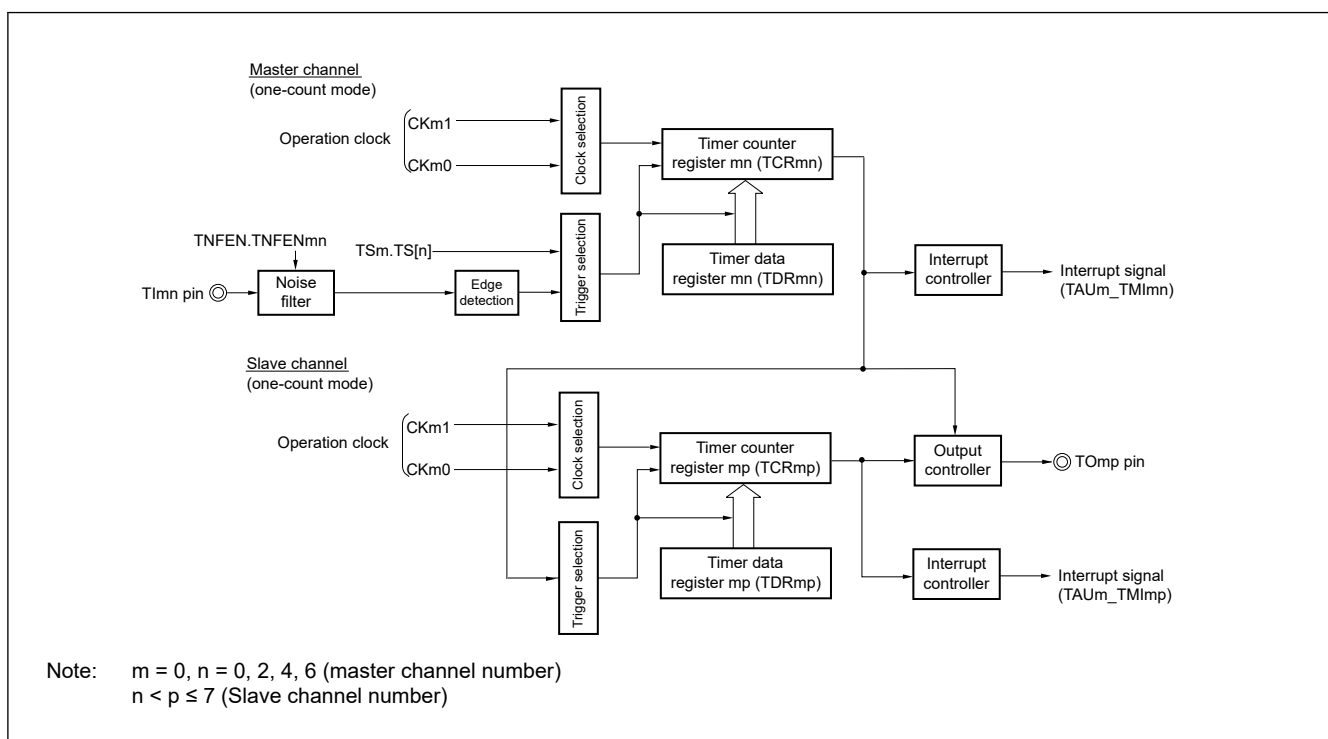 Master channel
(one-count mode)
Operation clock
CKm1
CKm0
Clock selection
Timer counter
register mn (TCRmn)
TNFEN.TNFENmn
TSm.TS[n]
TImn pin
Noise
filter
Edge
detection
Trigger selection
Timer data
register mn (TDRmn)
Interrupt
controller
Interrupt signal
(TAUm_TMImn)
Slave channel
(one-count mode)
Operation clock
CKm1
CKm0
Clock selection
Timer counter
register mp (TCRmp)
Output
controller
TOmp pin
Trigger selection
Timer data
register mp (TDRmp)
Interrupt
controller
Interrupt signal
(TAUm_TMImp)
Note: m = 0, n = 0, 2, 4, 6 (master channel number)
n < p ≤ 7 (Slave channel number)